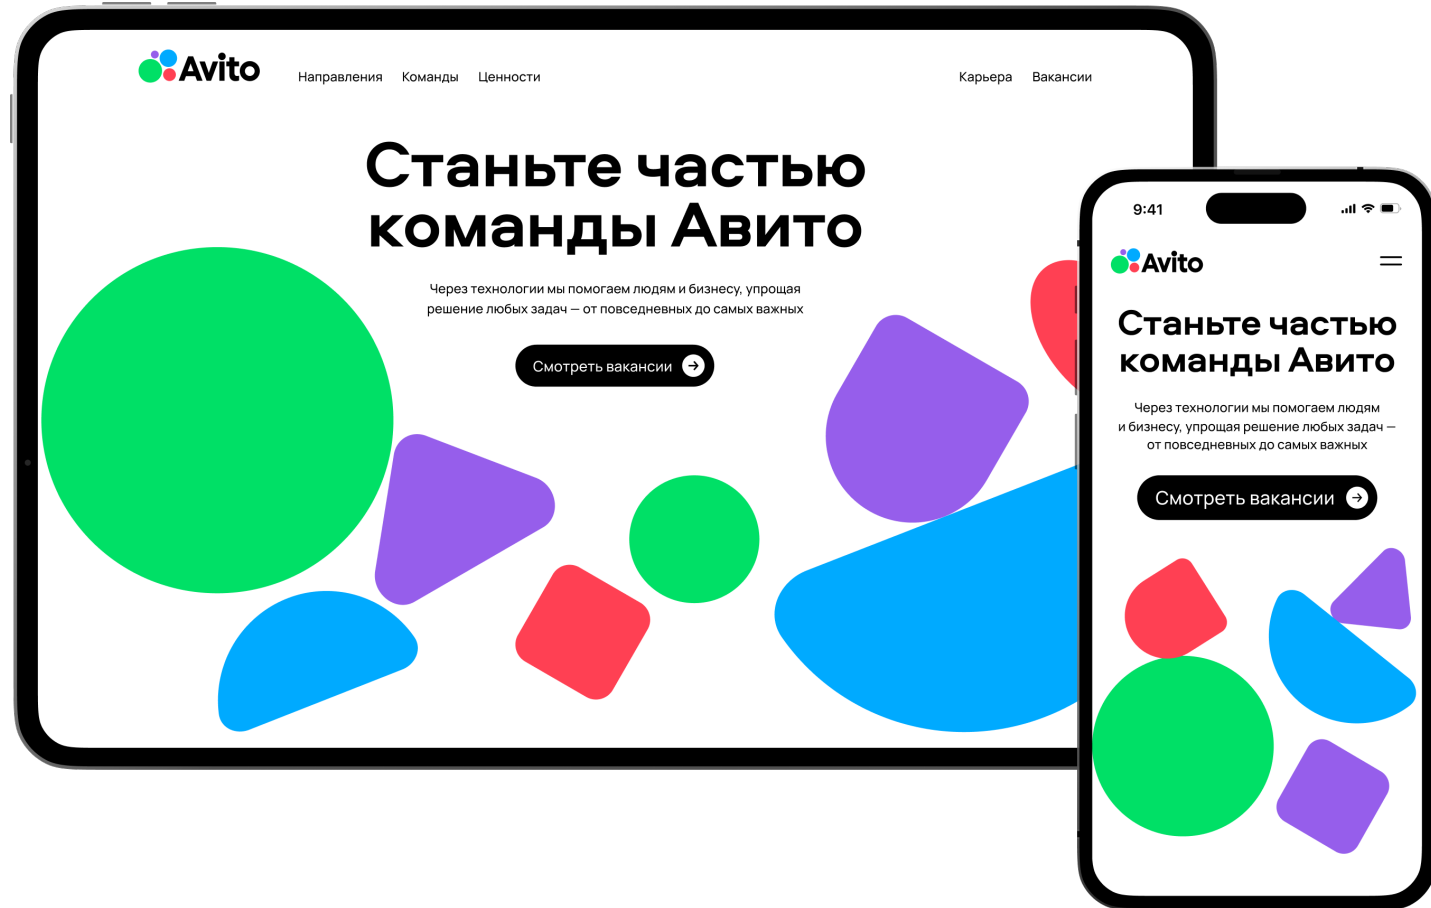 Avito
Направления Команды Ценности
Карьера Вакансии
Станьте частью
команды Авито
Через технологии мы помогаем людям и бизнесу, упрощая
решение любых задач — от повседневных до самых важных
Смотреть вакансии
9:41
Avito
Станьте частью
команды Авито
Через технологии мы помогаем людям
и бизнесу, упрощая решение любых задач —
от повседневных до самых важных
Смотреть вакансии